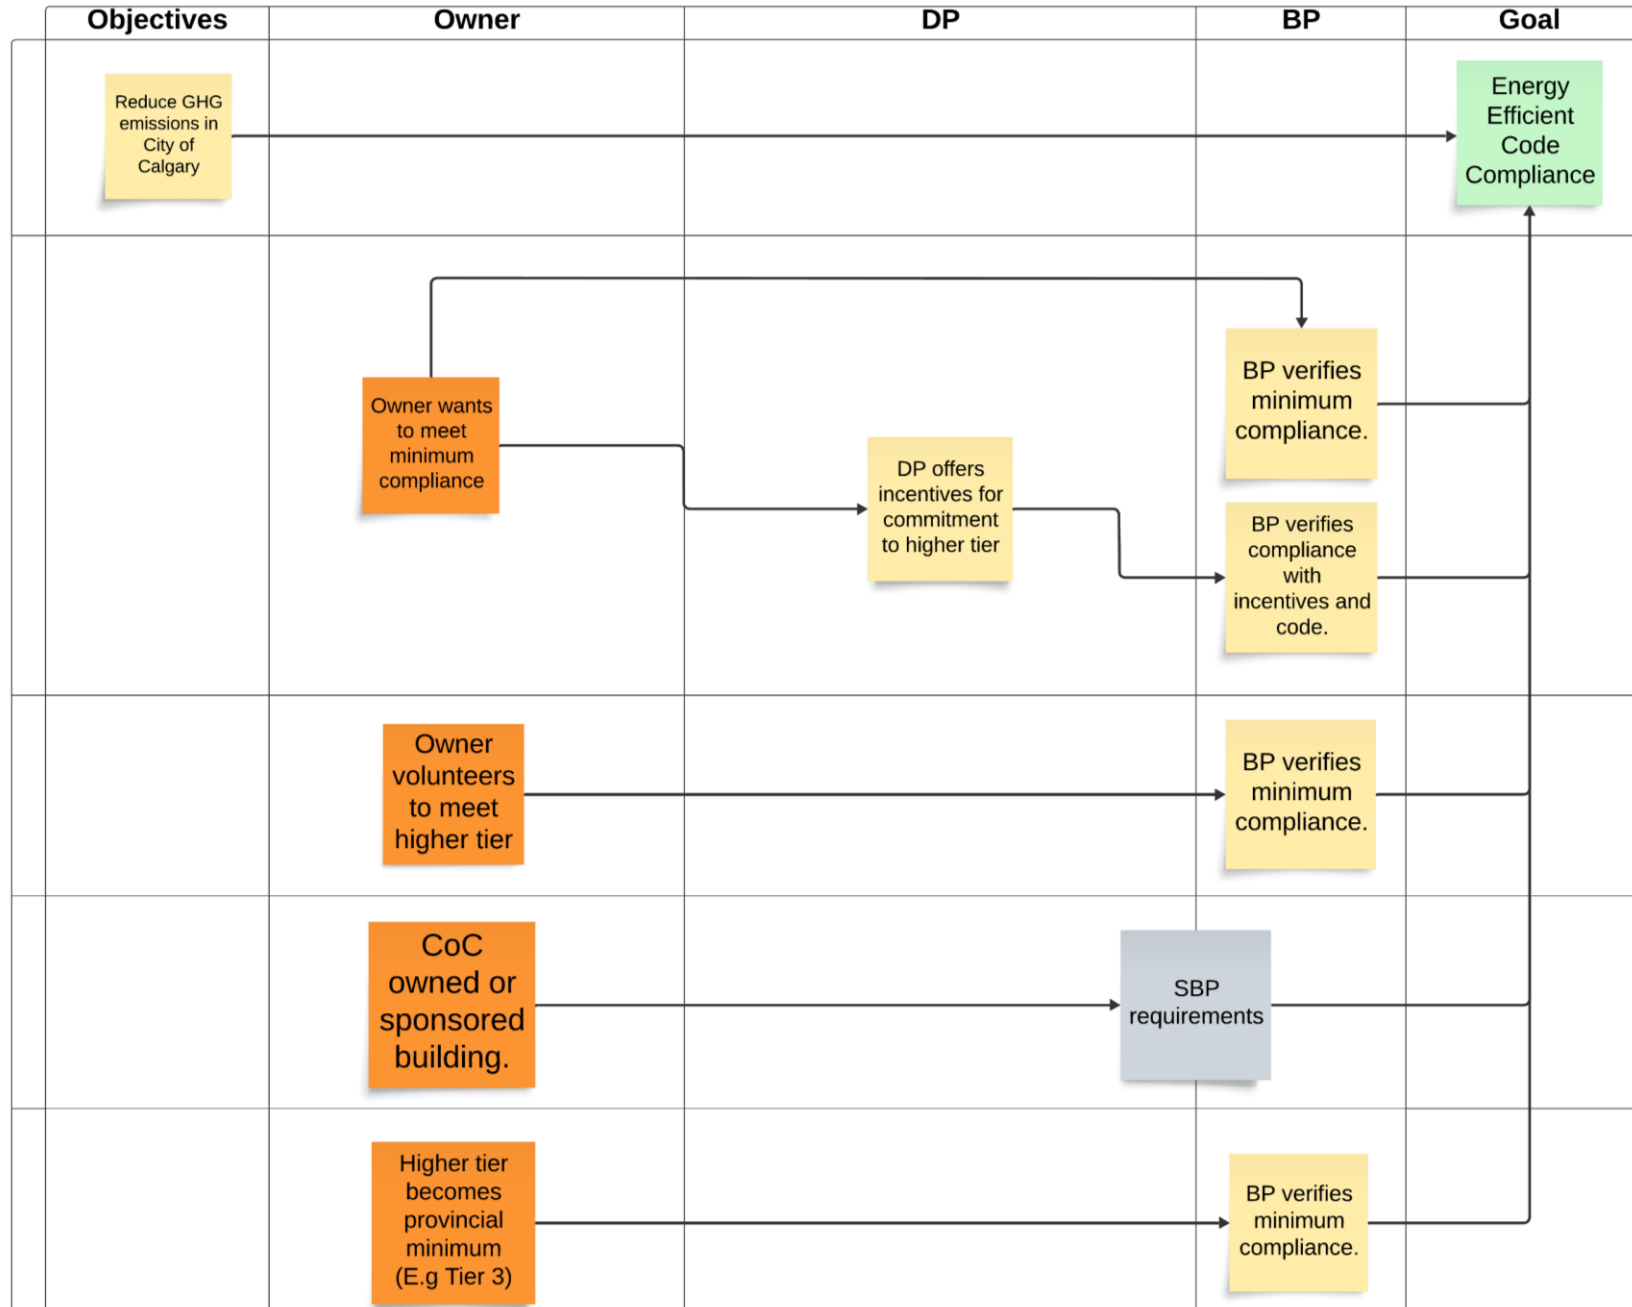 Objectives Owner DP BP Goal
Reduce GHG
emissions in
City of
Calgary
Energy
Efficient
Code
Compliance
Owner wants
to meet
minimum
compliance
DP offers
incentives for
commitment
to higher tier
BP verifies
minimum
compliance.
BP verifies
compliance
with
incentives and
code.
Owner
volunteers
to meet
higher tier
BP verifies
minimum
compliance.
CoC
owned or
sponsored
building.
SBP
requirements
Higher tier
becomes
provincial
minimum
(E.g Tier 3)
BP verifies
minimum
compliance.